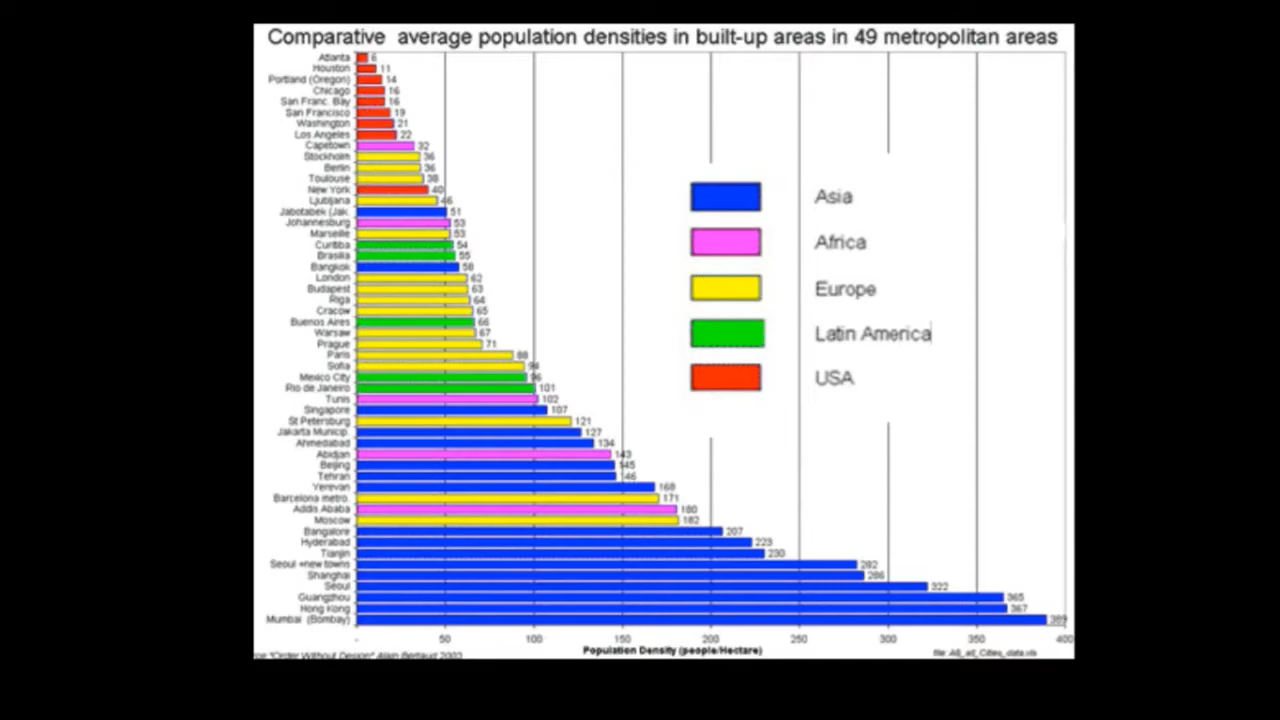 Comparative average population densities in built-up areas in 49 metropolitan areas
Atlanta 6
Houston 11
Portland (Oregon) 14
Chicago 16
San Franc. Bay 16
San Francisco 19
Washington 21
Los Angeles 22
Capetown 32
Stockholm 36
Berlin 36
Toulouse 38
New York 40
Ljubljana 46
Jabotabek (Jak. 51
Johannesburg 53
Marseille 53
Curitiba 54
Brasilia 55
Bangkok 58
London 62
Budapest 63
Riga 64
Cracow 65
Buenos Aires 66
Warsaw 67
Prague 71
Paris 88
Sofia 94
Mexico City 96
Rio de Janeiro 101
Tunis 102
Singapore 107
St Petersburg 121
Jakarta Municip. 127
Ahmedabad 134
Abidjan 143
Beijing 145
Tehran 146
Yerevan 168
Barcelona metro. 171
Addis Ababa 180
Moscow 182
Bangalore 207
Hyderabad 223
Tianjin 230
Seoul +new towns 282
Shanghai 286
Seoul 322
Guangzhou 365
Hong Kong 367
Mumbai (Bombay) 389
Asia
Africa
Europe
Latin America
USA
- 50 100 150 200 250 300 350 400
Population Density (people/Hectare)
"Order Without Design" Alain Bertaud 2003
file: AB_all_Cities_data.xls